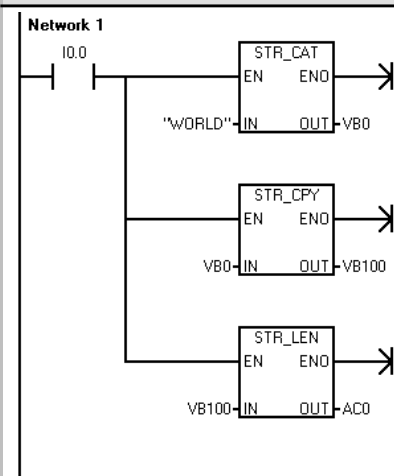 Network 1
I0.0
STR_CAT
EN ENO
"WORLD" IN OUT VB0
STR_CPY
EN ENO
VB0 IN OUT VB100
STR_LEN
EN ENO
VB100 IN OUT AC0